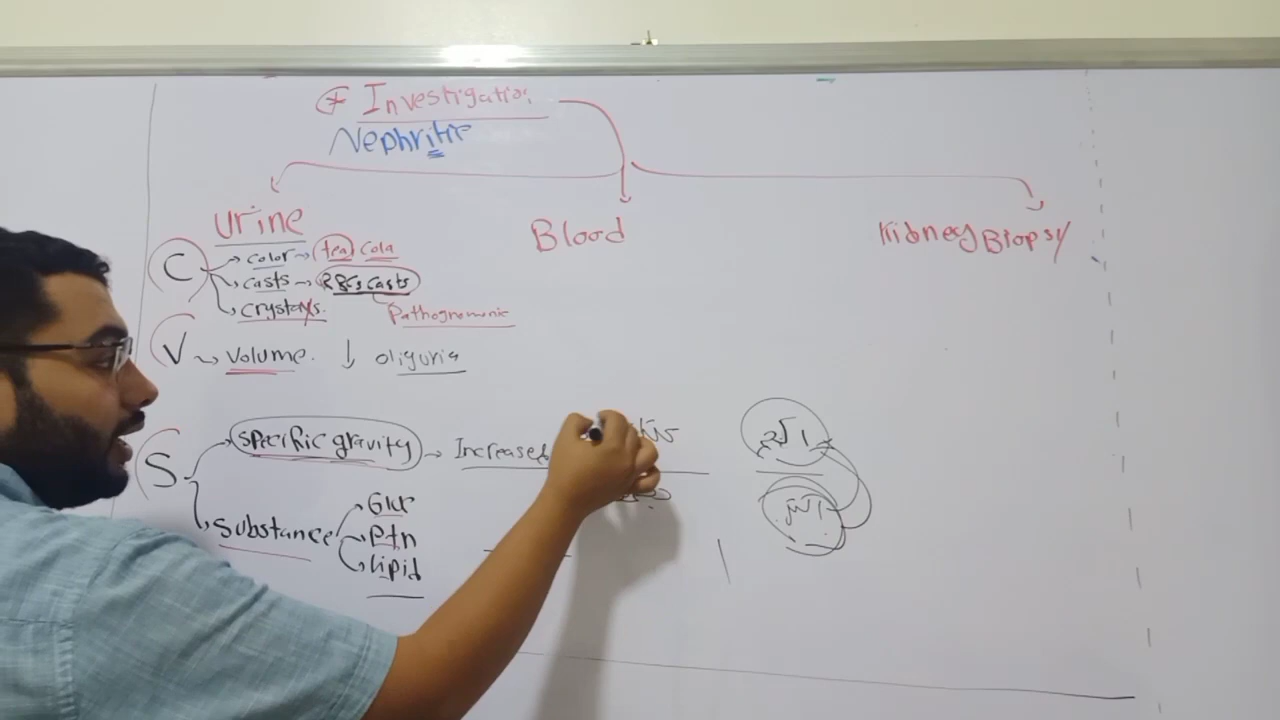 * Investigation
Nephritic
Urine
Blood
Kidney Biopsy
C
color → tea cola
casts → RBCs casts
crystals.
Pathognomonic
V → volume. ↓ oliguria
S
specific gravity → Increased
substance
Glu
Ptn
lipid